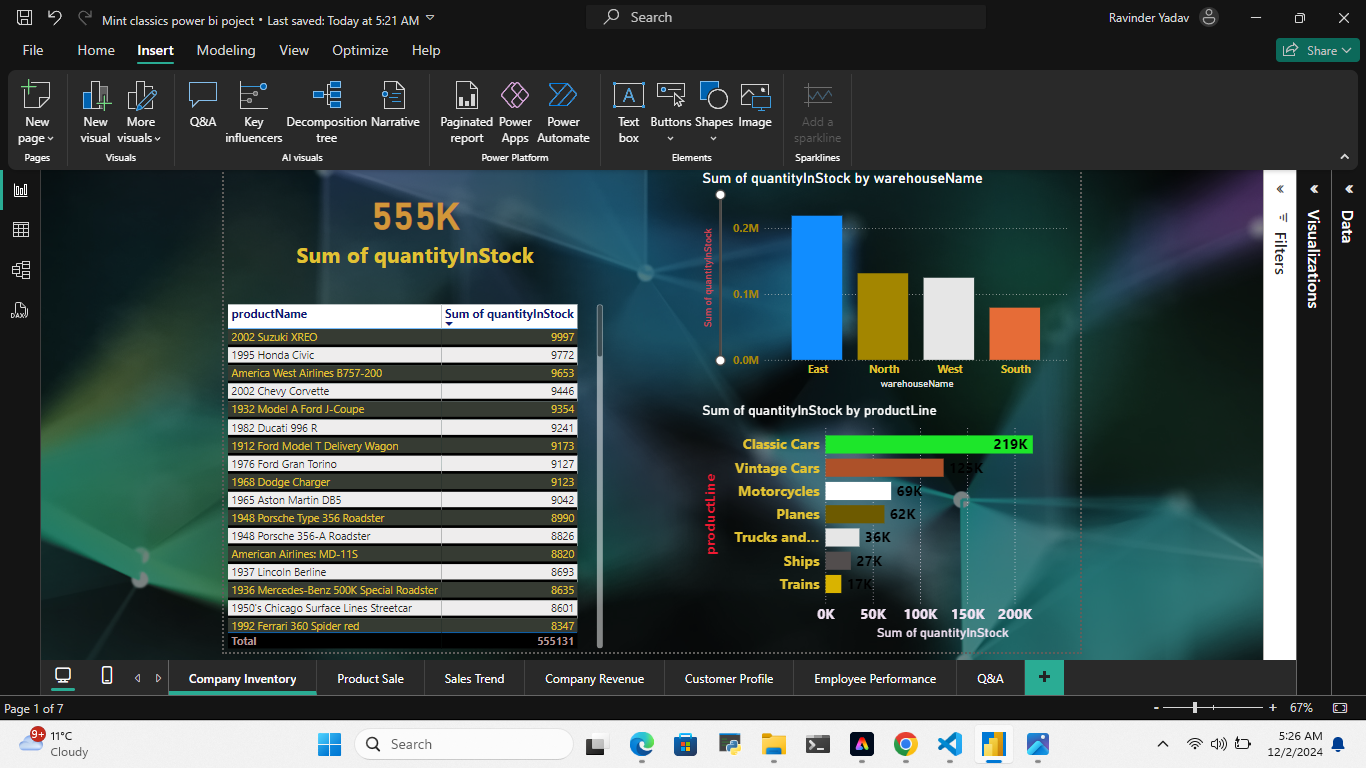 Mint classics power bi poject • Last saved: Today at 5:21 AM
Search
Ravinder Yadav
File Home Insert Modeling View Optimize Help
Share
New page
New visual
More visuals
Q&A
Key influencers
Decomposition tree
Narrative
Paginated report
Power Apps
Power Automate
Text box
Buttons
Shapes
Image
Add a sparkline
Pages Visuals AI visuals Power Platform Elements Sparklines
555K
Sum of quantityInStock
productName Sum of quantityInStock
2002 Suzuki XREO 9997
1995 Honda Civic 9772
America West Airlines B757-200 9653
2002 Chevy Corvette 9446
1932 Model A Ford J-Coupe 9354
1982 Ducati 996 R 9241
1912 Ford Model T Delivery Wagon 9173
1976 Ford Gran Torino 9127
1968 Dodge Charger 9123
1965 Aston Martin DB5 9042
1948 Porsche Type 356 Roadster 8990
1948 Porsche 356-A Roadster 8826
American Airlines: MD-11S 8820
1937 Lincoln Berline 8693
1936 Mercedes-Benz 500K Special Roadster 8635
1950's Chicago Surface Lines Streetcar 8601
1992 Ferrari 360 Spider red 8347
Total 555131
Sum of quantityInStock by warehouseName
Sum of quantityInStock
0.2M
0.1M
0.0M
East North West South
warehouseName
Sum of quantityInStock by productLine
productLine
Classic Cars 219K
Vintage Cars 125K
Motorcycles 69K
Planes 62K
Trucks and... 36K
Ships 27K
Trains 17K
0K 50K 100K 150K 200K
Sum of quantityInStock
Filters
Visualizations
Data
DAX
Company Inventory Product Sale Sales Trend Company Revenue Customer Profile Employee Performance Q&A +
Page 1 of 7
- + 67%
9+
11°C
Cloudy
Search
5:26 AM
12/2/2024